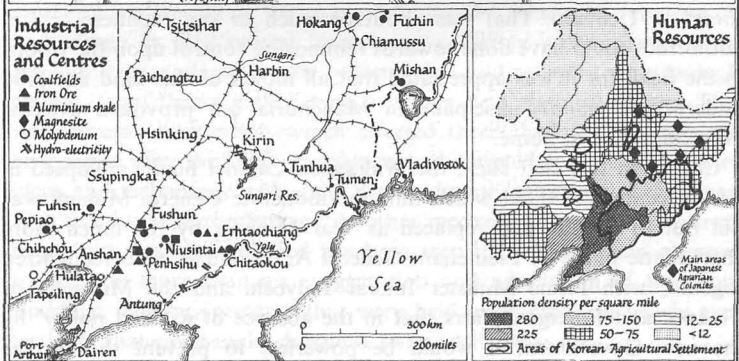 Industrial
Resources
and Centres
Coalfields
Iron Ore
Aluminium shale
Magnesite
Molybdenum
Hydro-electricity
Tsitsihar
Hokang
Fuchin
Chiamussu
Sungari
Harbin
Mishan
Paichengtzu
Hsinking
Kirin
Ssupingkai
Tunhua
Tumen
Vladivostok
Sungari Res.
Fuhsin
Fushun
Pepiao
Erhtaochiang
Chihchou
Anshan
Niusintai
Yalu
Penhsihu
Chitaokou
Hulatao
Tapeiling
Antung
Yellow
Sea
Port
Arthur
Dairen
0
300km
200miles
Human
Resources
Main areas
of Japanese
Agrarian
Colonies
Population density per square mile
280
75-150
12-25
225
50-75
<12
Areas of Korean Agricultural Settlement